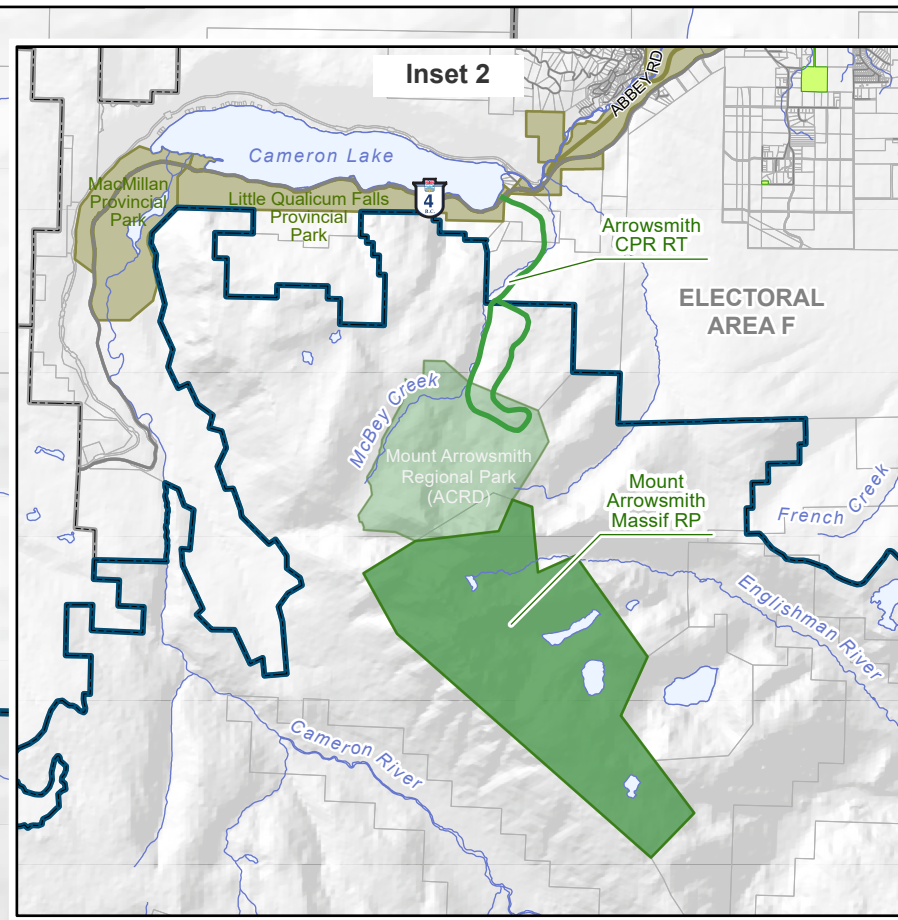 Inset 2
ABBEY RD
Cameron Lake
MacMillan
Provincial
Park
Little Qualicum Falls
Provincial
Park
4
B.C.
Arrowsmith
CPR RT
ELECTORAL
AREA F
McBey Creek
Mount Arrowsmith
Regional Park
(ACRD)
Mount
Arrowsmith
Massif RP
French Creek
Englishman River
Cameron River